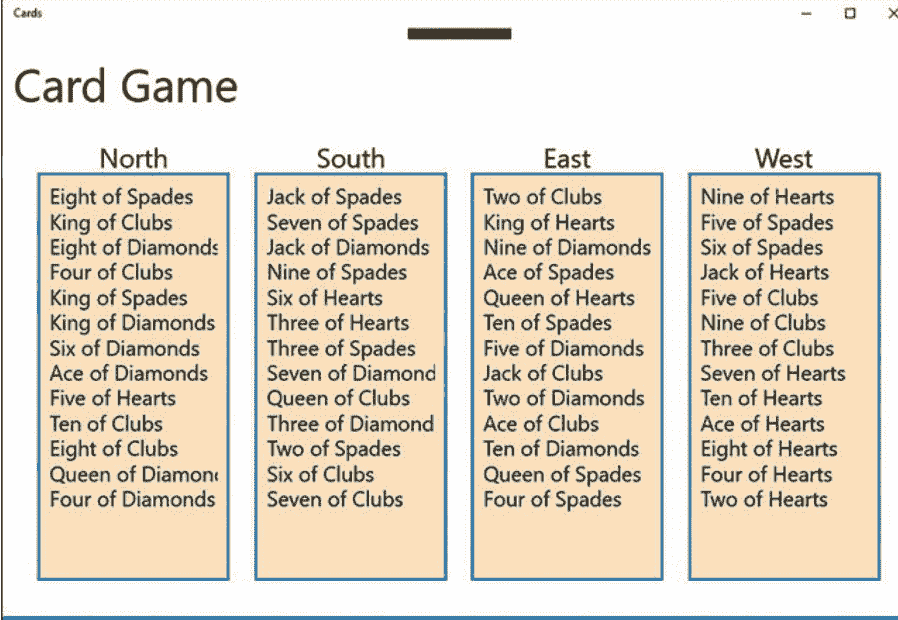 Cards
Card Game
North
Eight of Spades
King of Clubs
Eight of Diamonds
Four of Clubs
King of Spades
King of Diamonds
Six of Diamonds
Ace of Diamonds
Five of Hearts
Ten of Clubs
Eight of Clubs
Queen of Diamon
Four of Diamonds
South
Jack of Spades
Seven of Spades
Jack of Diamonds
Nine of Spades
Six of Hearts
Three of Hearts
Three of Spades
Seven of Diamond
Queen of Clubs
Three of Diamond
Two of Spades
Six of Clubs
Seven of Clubs
East
Two of Clubs
King of Hearts
Nine of Diamonds
Ace of Spades
Queen of Hearts
Ten of Spades
Five of Diamonds
Jack of Clubs
Two of Diamonds
Ace of Clubs
Ten of Diamonds
Queen of Spades
Four of Spades
West
Nine of Hearts
Five of Spades
Six of Spades
Jack of Hearts
Five of Clubs
Nine of Clubs
Three of Clubs
Seven of Hearts
Ten of Hearts
Ace of Hearts
Eight of Hearts
Four of Hearts
Two of Hearts